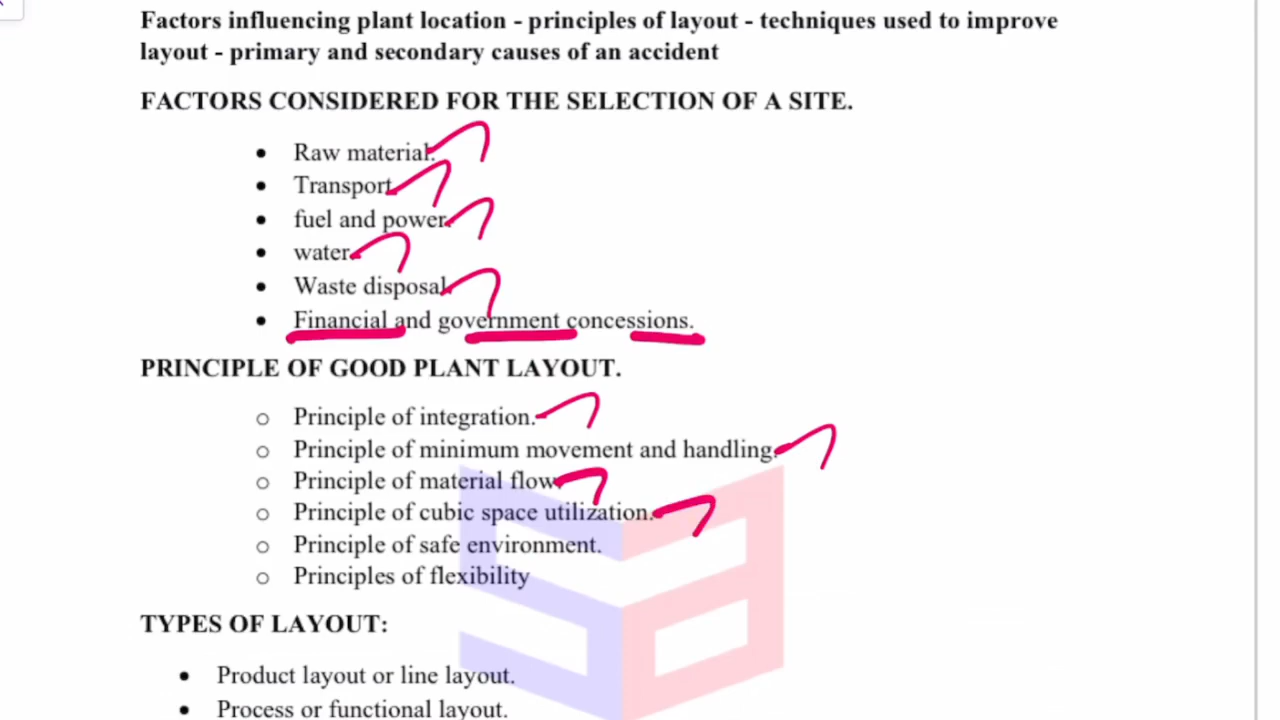 Factors influencing plant location - principles of layout - techniques used to improve
layout - primary and secondary causes of an accident
FACTORS CONSIDERED FOR THE SELECTION OF A SITE.
• Raw material.
• Transport
• fuel and power.
• water.
• Waste disposal.
• Financial and government concessions.
PRINCIPLE OF GOOD PLANT LAYOUT.
o Principle of integration.
o Principle of minimum movement and handling.
o Principle of material flow.
o Principle of cubic space utilization.
o Principle of safe environment.
o Principles of flexibility
TYPES OF LAYOUT:
• Product layout or line layout.
• Process or functional layout.